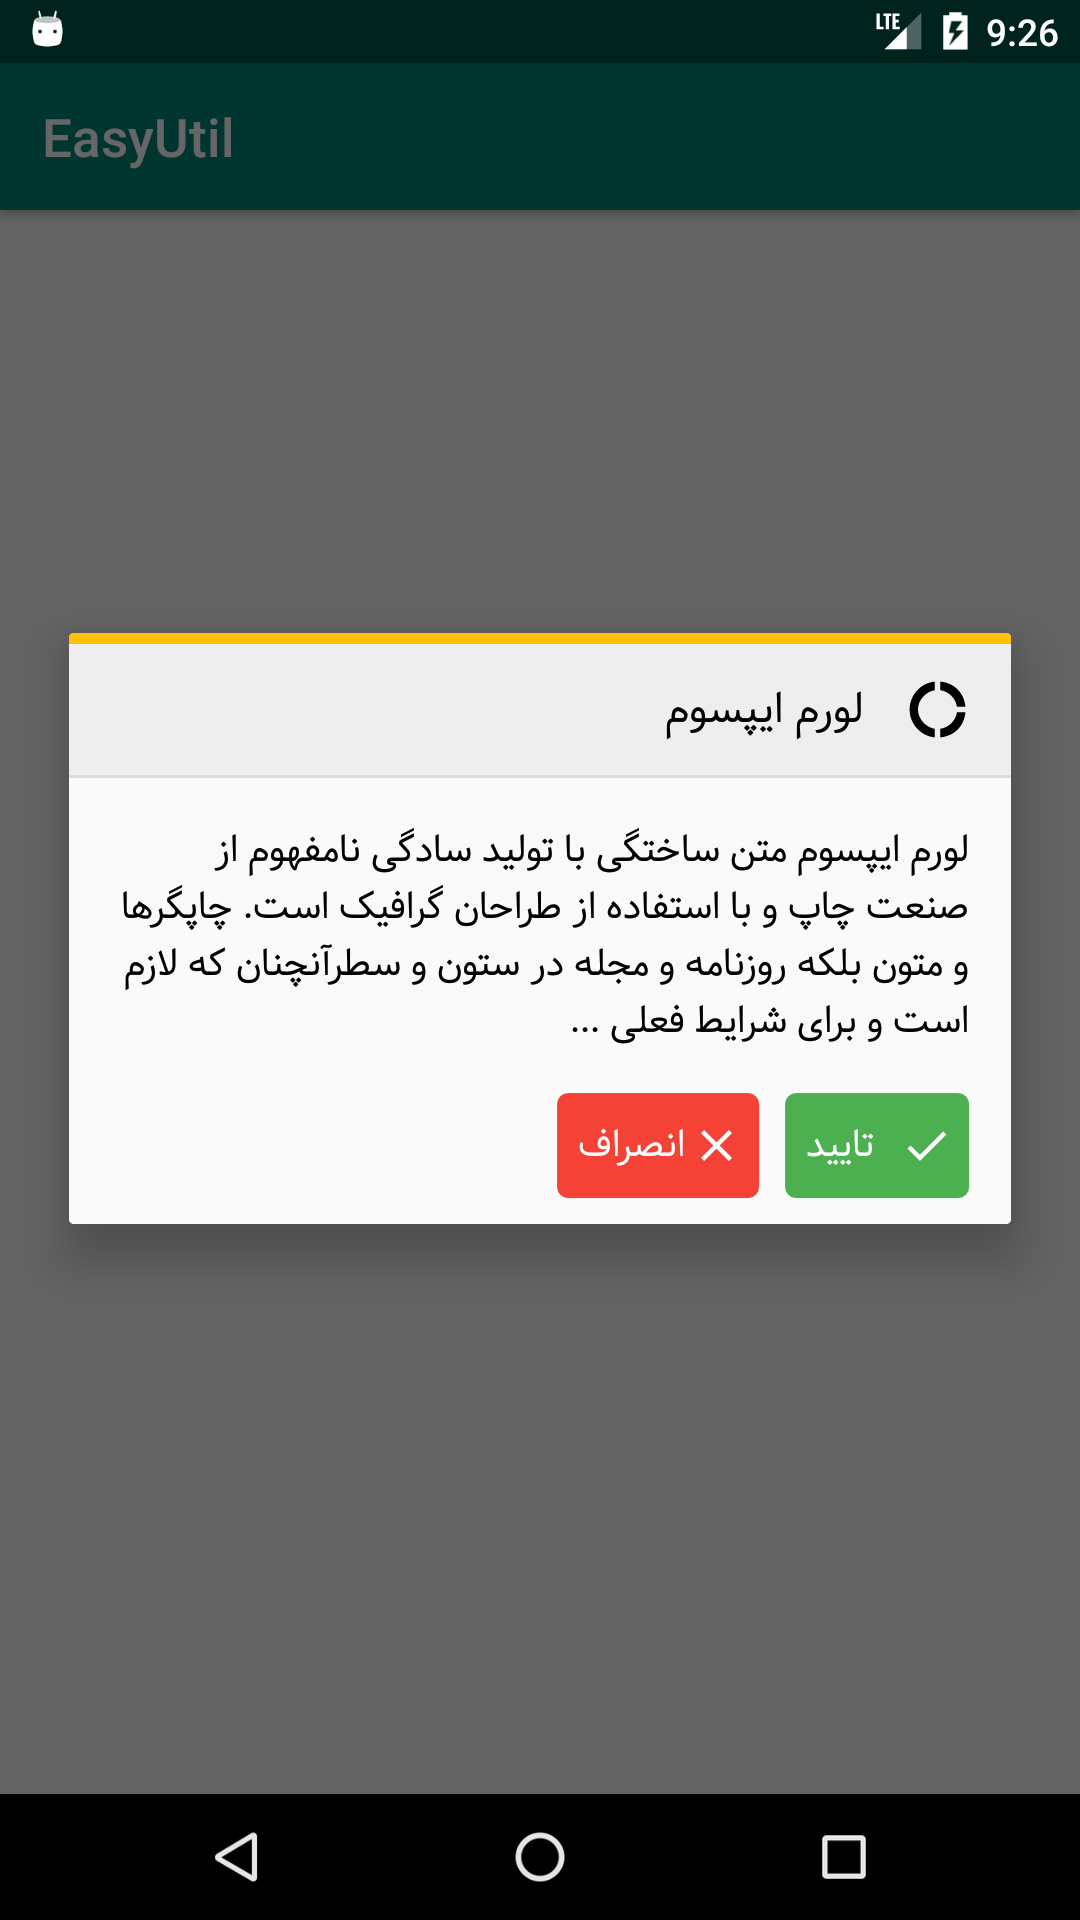 LTE 9:26
EasyUtil
لورم ایپسوم
لورم ایپسوم متن ساختگی با تولید سادگی نامفهوم از
صنعت چاپ و با استفاده از طراحان گرافیک است. چاپگرها
و متون بلکه روزنامه و مجله در ستون و سطرآنچنان که لازم
است و برای شرایط فعلی ...
تایید
انصراف